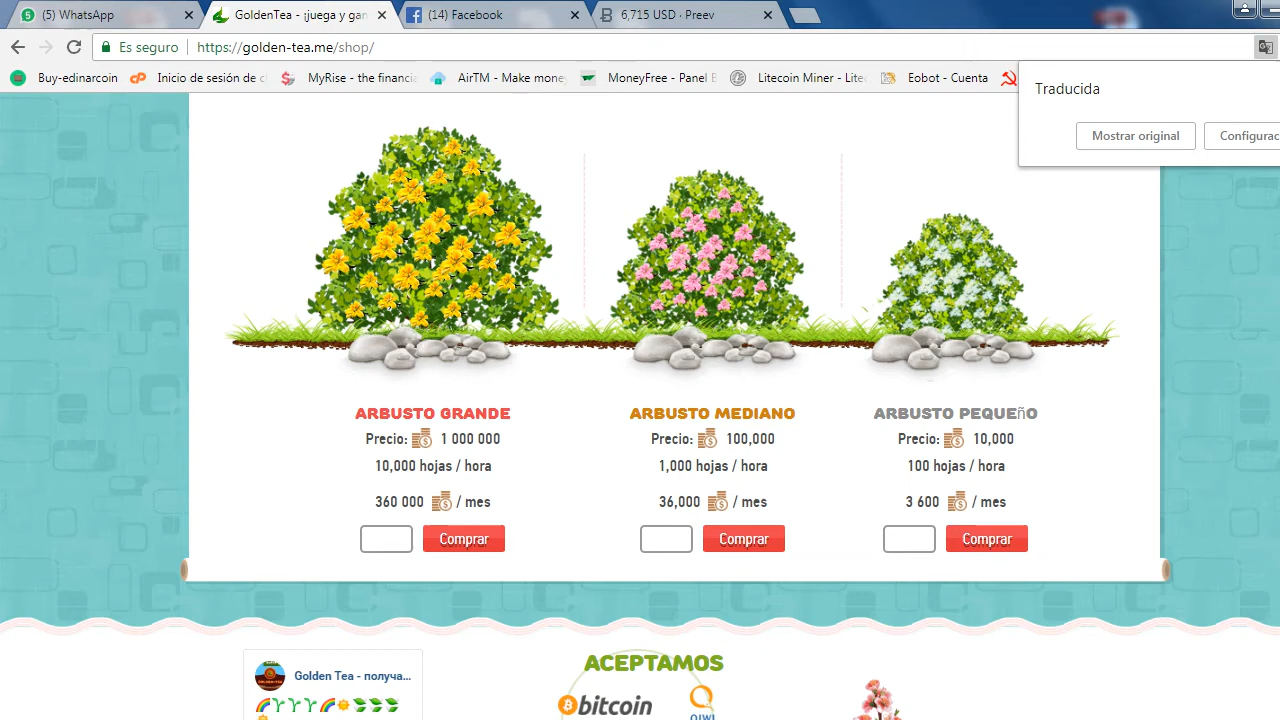 (5) WhatsApp
GoldenTea - ¡juega y gan
(14) Facebook
6,715 USD · Preev
Es seguro
https://golden-tea.me/shop/
Buy-edinarcoin
Inicio de sesión de c
MyRise - the financia
AirTM - Make money
MoneyFree - Panel B
Litecoin Miner - Lite
Eobot - Cuenta
Traducida
Mostrar original
Configurac
ARBUSTO GRANDE
ARBUSTO MEDIANO
ARBUSTO PEQUEñO
Precio: 1 000 000
Precio: 100,000
Precio: 10,000
10,000 hojas / hora
1,000 hojas / hora
100 hojas / hora
360 000 / mes
36,000 / mes
3 600 / mes
Comprar
Comprar
Comprar
ACEPTAMOS
Golden Tea - получа...
bitcoin
QIWI